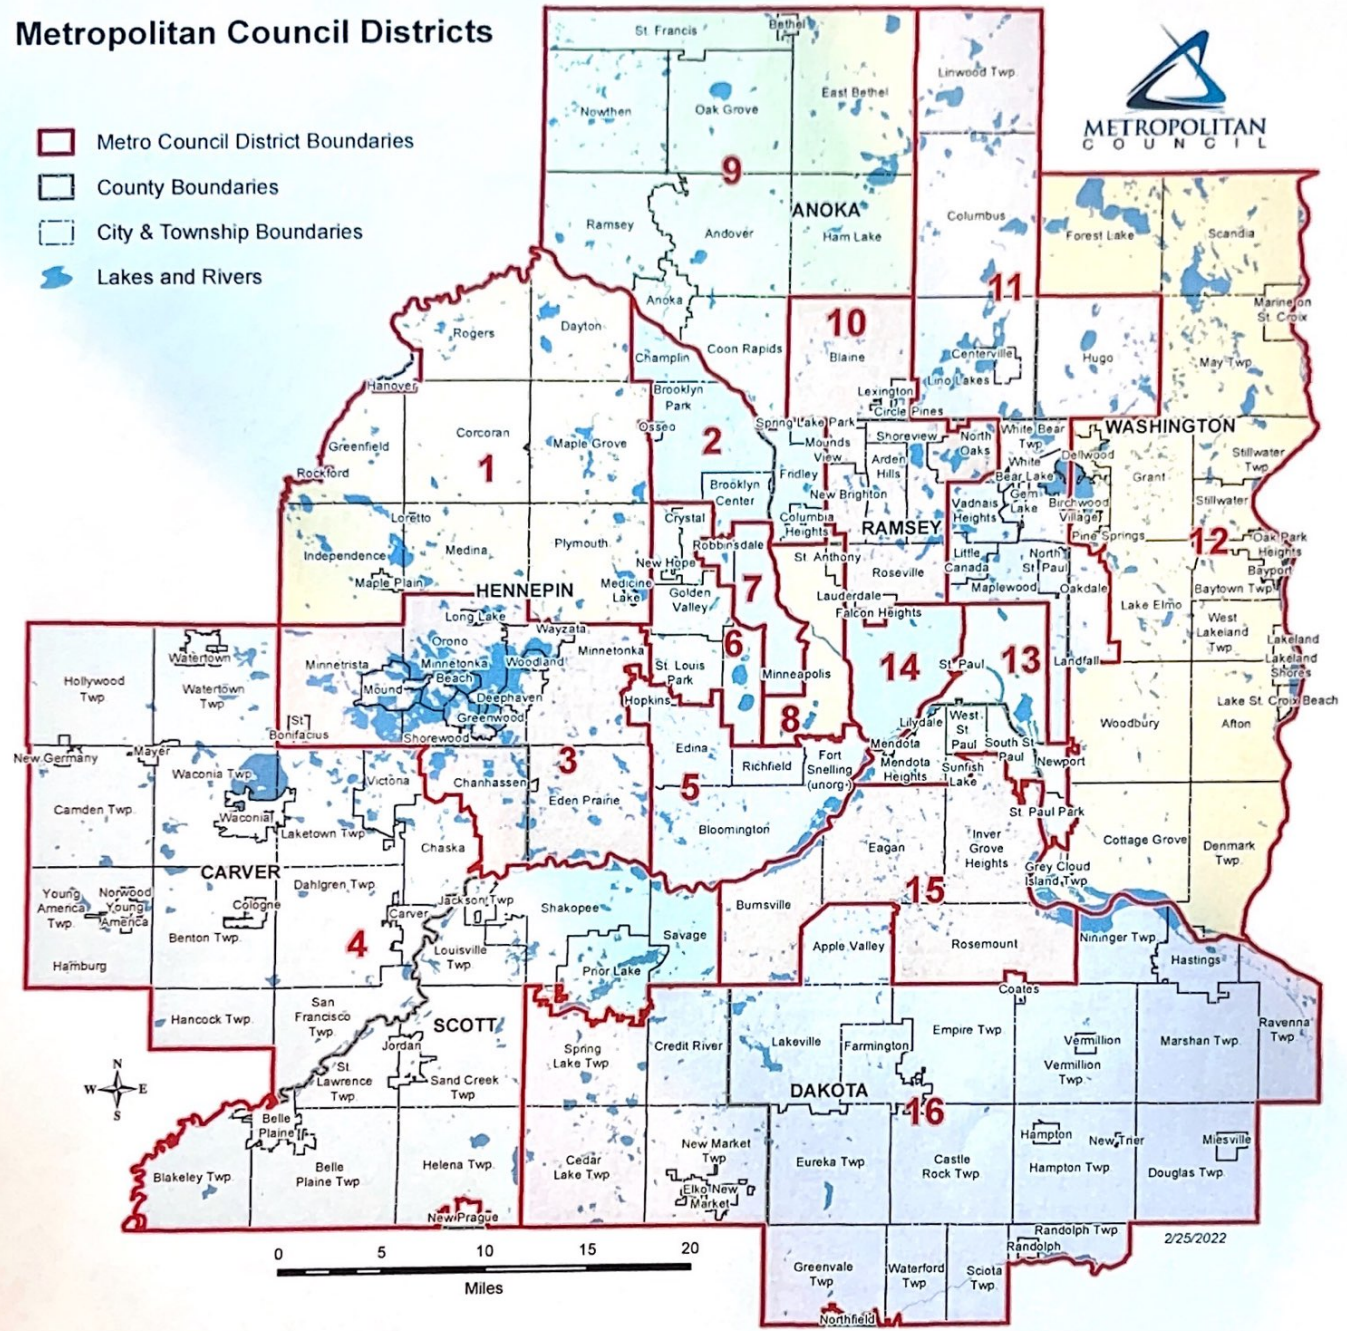 Metropolitan Council Districts
Metro Council District Boundaries
County Boundaries
City & Township Boundaries
Lakes and Rivers
METROPOLITAN
COUNCIL
St. Francis
Bethel
Linwood Twp.
Nowthen
Oak Grove
East Bethel
9
ANOKA
Ramsey
Andover
Ham Lake
Columbus
Forest Lake
Scandia
Anoka
11
Marine on
St. Croix
Rogers
Dayton
Champlin
Coon Rapids
10
Blaine
Centerville
Hugo
May Twp.
Hanover
Brooklyn
Park
Lexington
Lino Lakes
Circle Pines
Greenfield
Corcoran
Maple Grove
Osseo
2
Spring Lake Park
Mounds
View
Shoreview
North
Oaks
White Bear
Twp
WASHINGTON
Rockford
1
Fridley
Arden
Hills
White
Bear Lake
Dellwood
Grant
Stillwater
Twp.
Brooklyn
Center
New Brighton
Gem
Lake
Birchwood
Village
Stillwater
Loretto
Crystal
Columbia
Heights
RAMSEY
Vadnais
Heights
Pine Springs
12
Oak Park
Heights
Independence
Medina
Plymouth
Robbinsdale
St. Anthony
Little
Canada
North
St Paul
Bayport
Maple Plain
New Hope
7
Roseville
Maplewood
Oakdale
Baytown Twp
HENNEPIN
Medicine
Lake
Golden
Valley
Lauderdale
Falcon Heights
Lake Elmo
Long Lake
West
Lakeland
Twp
Watertown
Orono
Wayzata
Minnetonka
6
Lakeland
Minnetrista
Minnetonka
Beach
Woodland
St. Louis
Park
Minneapolis
14
St. Paul
13
Landfall
Lakeland
Shores
Hollywood
Twp
Watertown
Twp
Mound
Deephaven
Hopkins
Lake St. Croix Beach
St
Bonifacius
Greenwood
8
Lilydale
West
St.
Paul
Woodbury
Afton
Shorewood
Edina
Mendota
South St
Paul
New Germany
Mayer
3
Richfield
Fort
Snelling
(unorg.)
Mendota
Heights
Sunfish
Lake
Newport
Waconia Twp.
Victoria
Chanhassen
5
Camden Twp.
Eden Prairie
St. Paul Park
Waconia
Laketown Twp.
Bloomington
Chaska
Eagan
Inver
Grove
Heights
Cottage Grove
Denmark
Twp.
CARVER
Dahlgren Twp.
Grey Cloud
Island Twp
Young
America
Twp.
Norwood
Young
America
Cologne
Jackson Twp
Shakopee
Burnsville
15
Carver
Benton Twp.
4
Louisville
Twp.
Savage
Apple Valley
Rosemount
Nininger Twp.
Hamburg
Prior Lake
Hastings
Coates
Hancock Twp.
San
Francisco
Twp
SCOTT
Jordan
Spring
Lake Twp.
Credit River
Lakeville
Farmington
Empire Twp.
Vermillion
Vermillion
Twp.
Marshan Twp.
Ravenna
Twp.
St.
Lawrence
Twp.
Sand Creek
Twp
DAKOTA
16
N
W E
S
Belle
Plaine
New Market
Twp
Hampton
New Trier
Miesville
Blakeley Twp.
Belle
Plaine Twp
Helena Twp.
Cedar
Lake Twp.
Eureka Twp.
Castle
Rock Twp.
Hampton Twp.
Douglas Twp.
Elko New
Market
New Prague
Randolph Twp
Randolph
2/25/2022
0 5 10 15 20
Miles
Greenvale
Twp.
Waterford
Twp.
Sciota
Twp.
Northfield